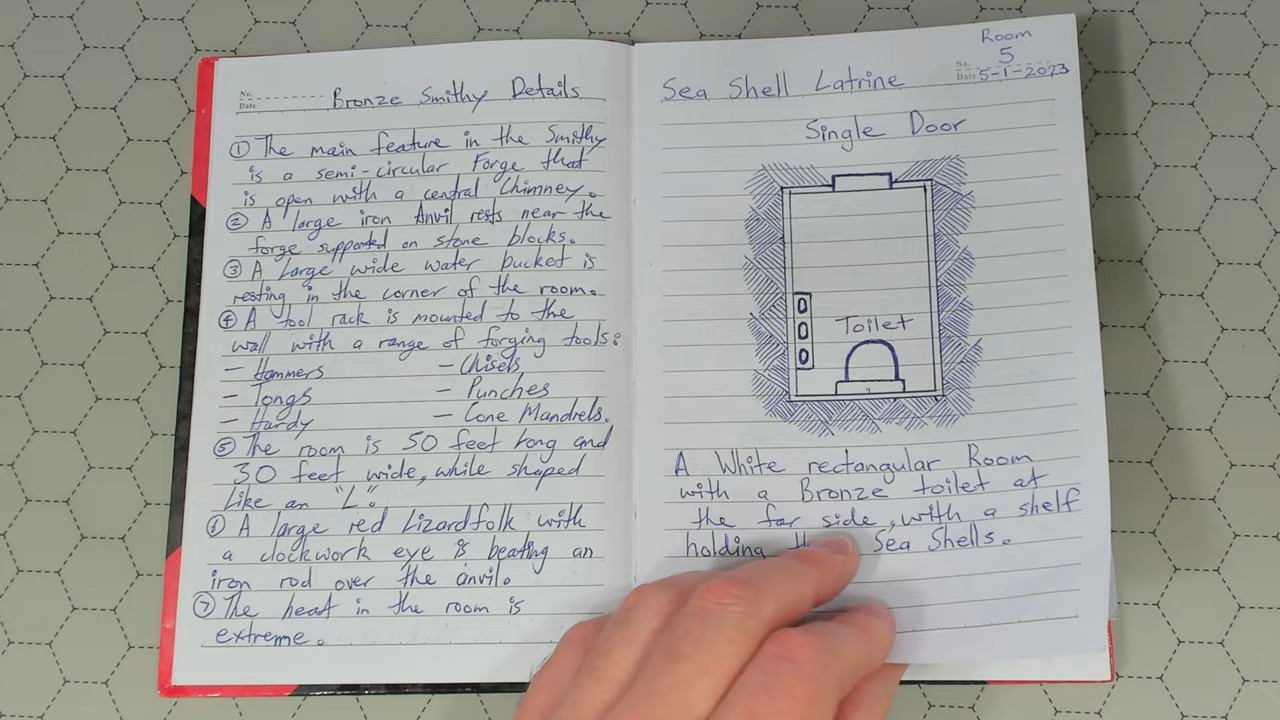 No.
Date
Bronze Smithy Details
① The main feature in the Smithy
is a semi-circular Forge that
is open with a central Chimney.
② A large iron Anvil rests near the
forge supported on stone blocks.
③ A Large wide water bucket is
resting in the corner of the room.
④ A tool rack is mounted to the
wall with a range of forging tools:
– Hammers – Chisels
– Tongs – Punches
– Hardy – Cone Mandrels.
⑤ The room is 50 feet Long and
30 feet wide, while shaped
Like an "L".
⑥ A large red Lizardfolk with
a clockwork eye is beating an
iron rod over the anvil.
⑦ The heat in the room is
extreme.
Room
No. 5
Date 5-1-2023
Sea Shell Latrine
Single Door
Toilet
A White rectangular Room
with a Bronze toilet at
the far side, with a shelf
holding Sea Shells.